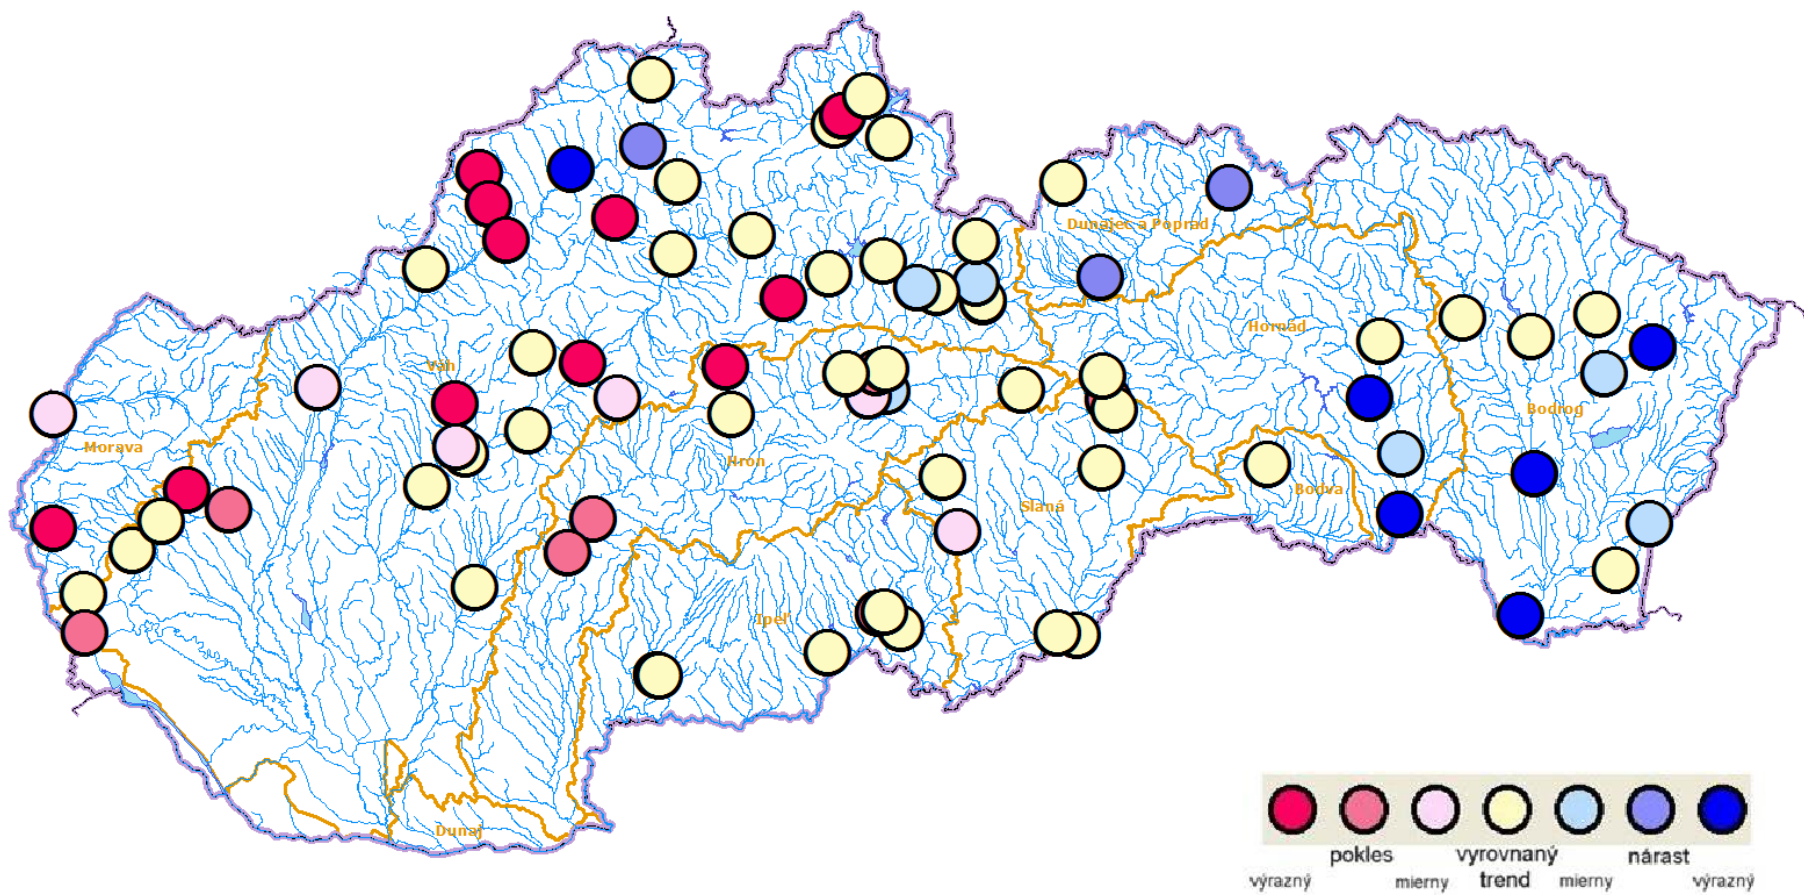 Dunajec a Poprad
Hornád
Váh
Bodrog
Morava
Hron
Bodva
Slaná
Ipeľ
Dunaj
pokles vyrovnaný nárast
výrazný mierny trend mierny výrazný